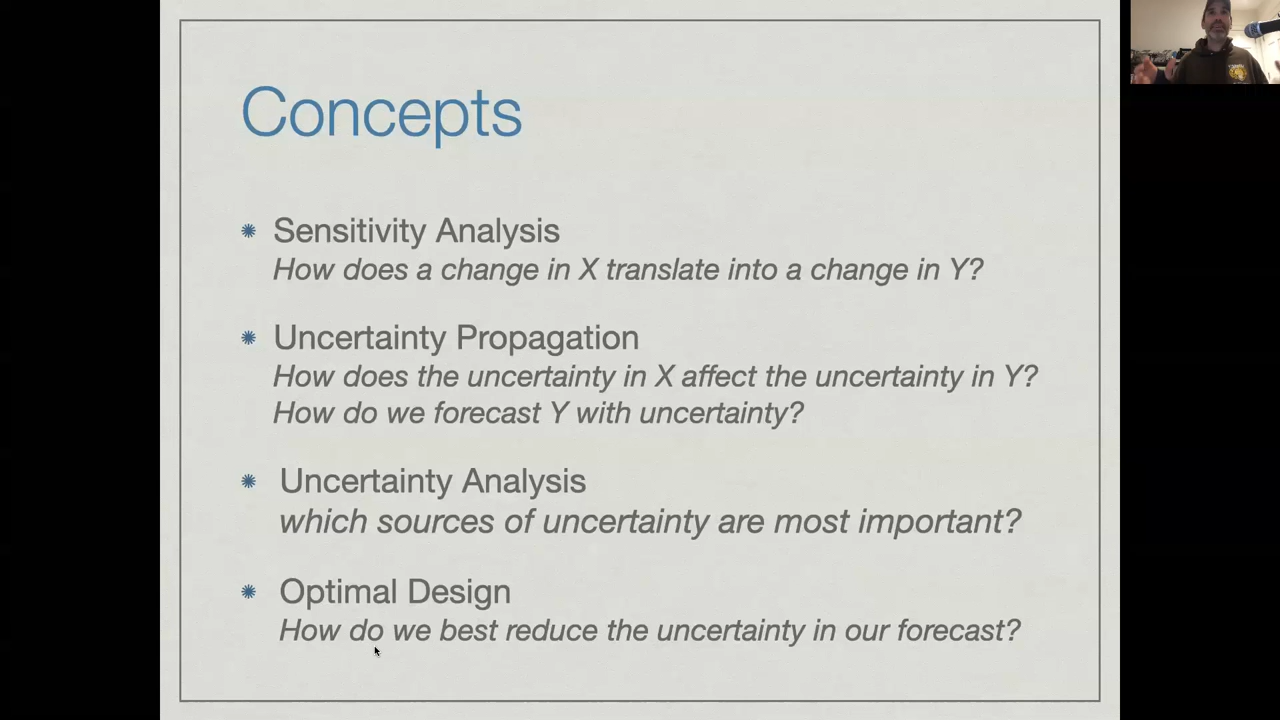 Concepts
Sensitivity Analysis
How does a change in X translate into a change in Y?
Uncertainty Propagation
How does the uncertainty in X affect the uncertainty in Y?
How do we forecast Y with uncertainty?
Uncertainty Analysis
which sources of uncertainty are most important?
Optimal Design
How do we best reduce the uncertainty in our forecast?